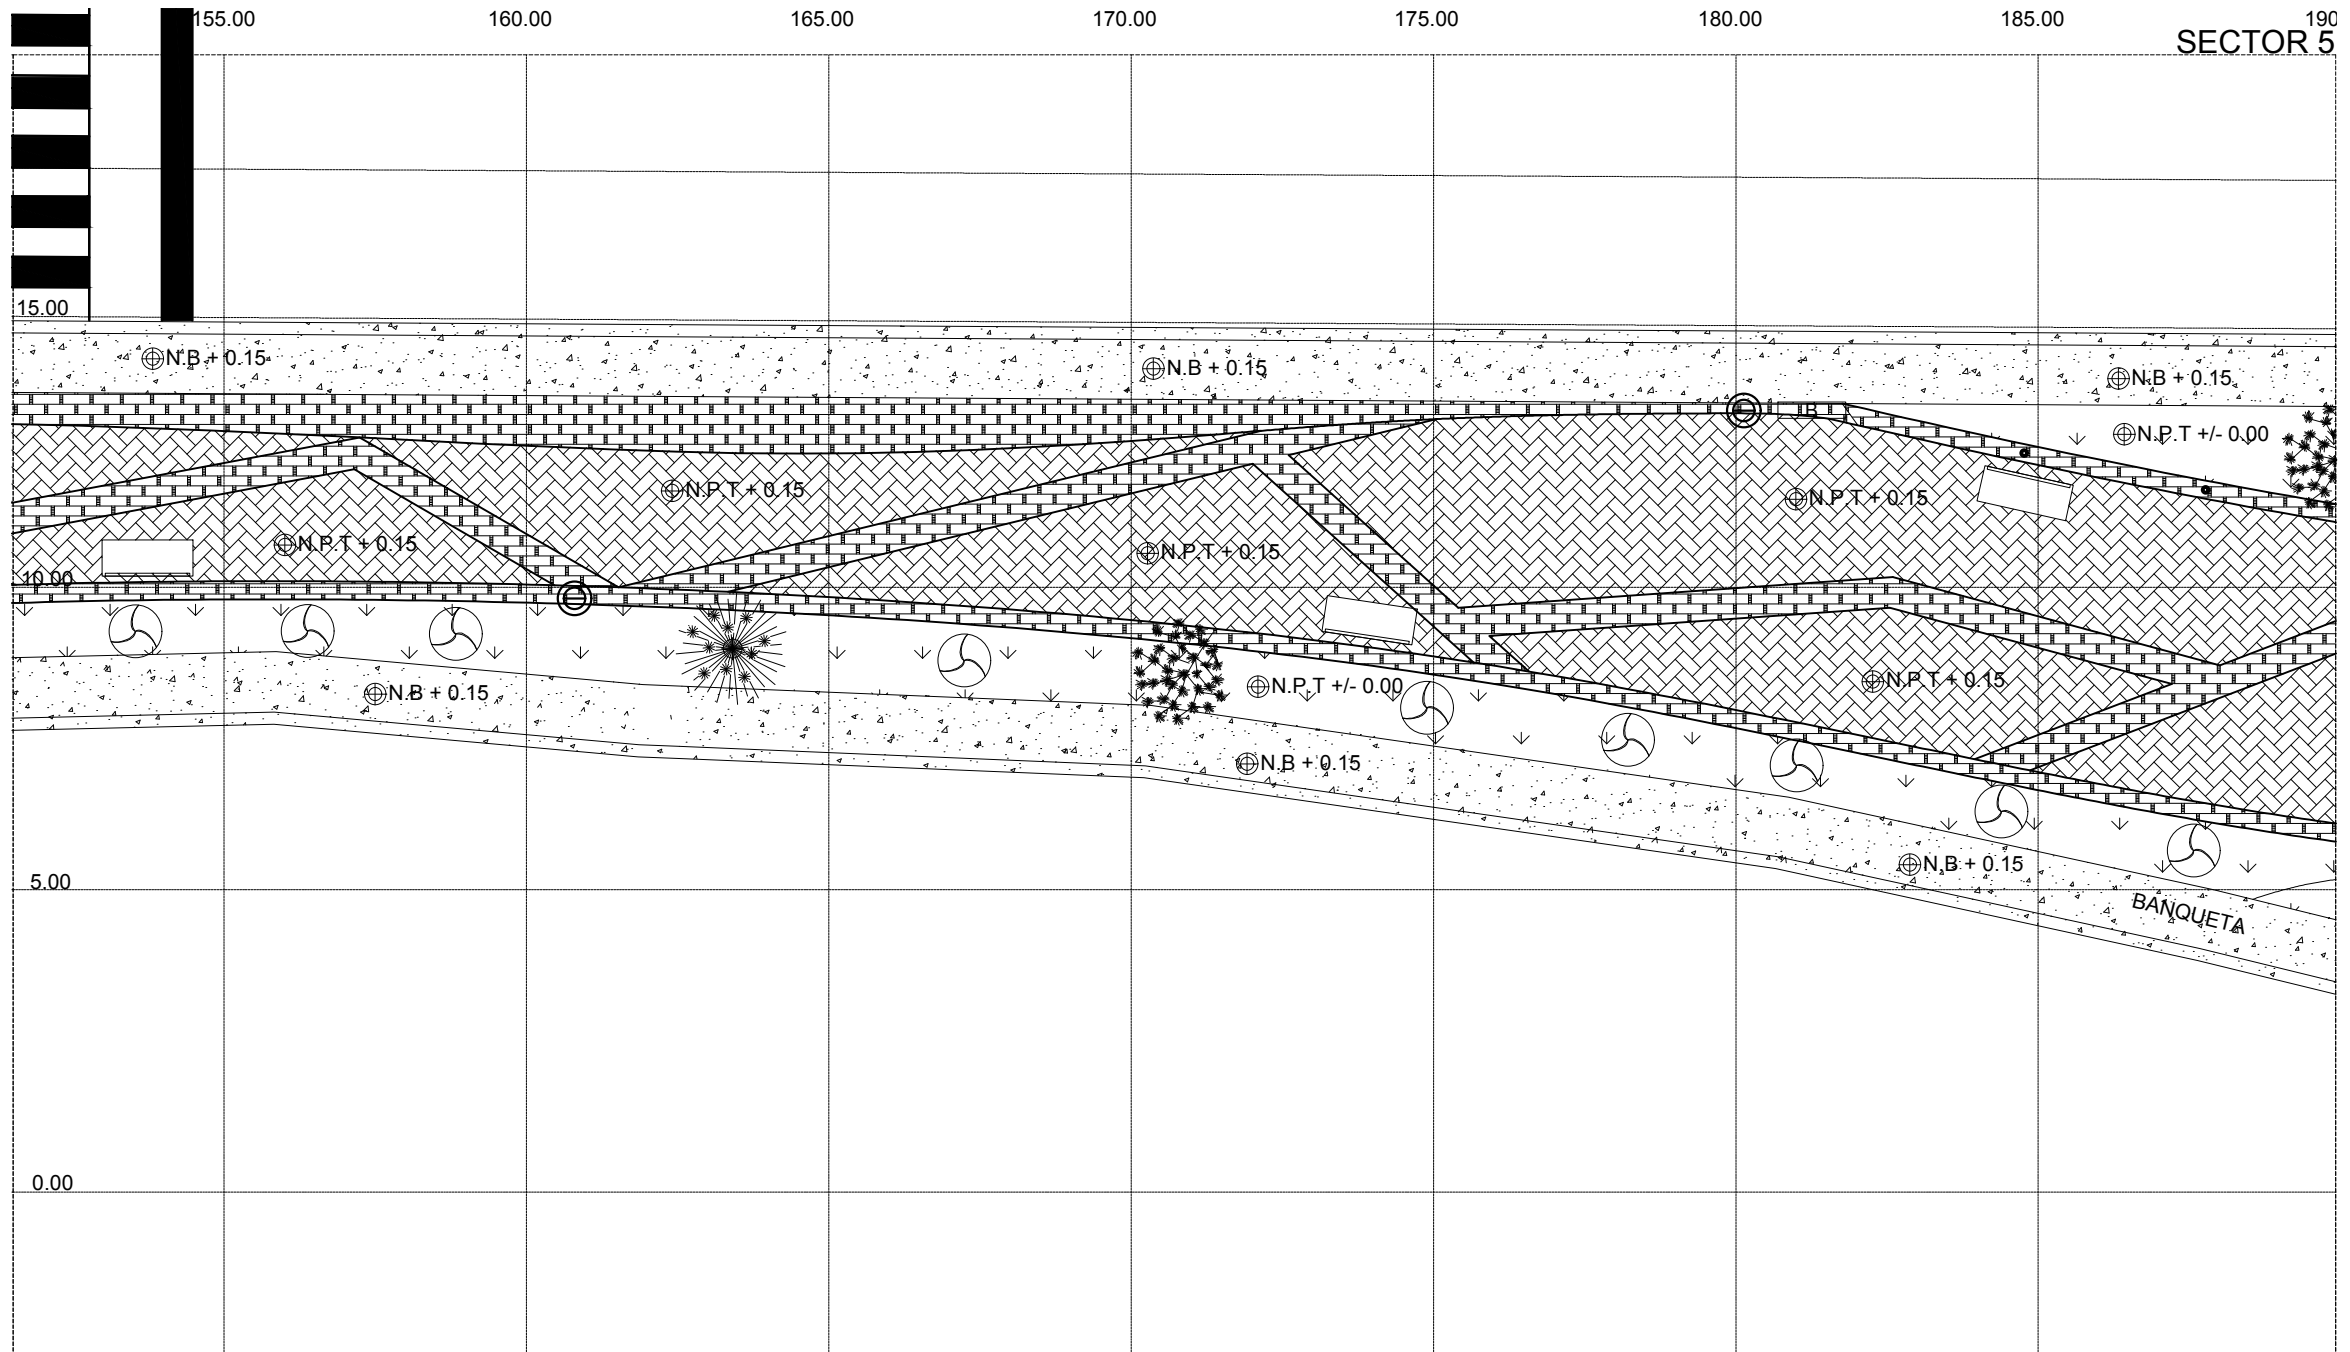 155.00 160.00 165.00 170.00 175.00 180.00 185.00 190
SECTOR 5
15.00
N.B + 0.15
N.B + 0.15
N.B + 0.15
B
N.P.T +/- 0.00
N.P.T + 0.15
N.P.T + 0.15
N.P.T + 0.15
N.P.T + 0.15
10.00
N.P.T + 0.15
N.P.T +/- 0.00
N.B + 0.15
N.B + 0.15
N.B + 0.15
5.00
BANQUETA
0.00